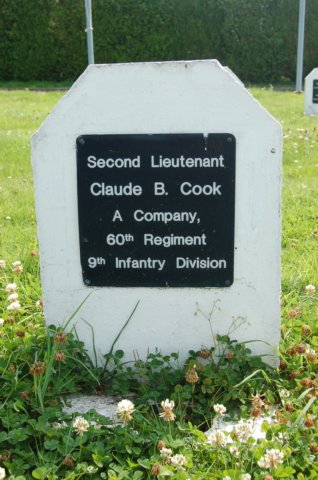 Second Lieutenant
Claude B. Cook
A Company,
60th Regiment
9th Infantry Division